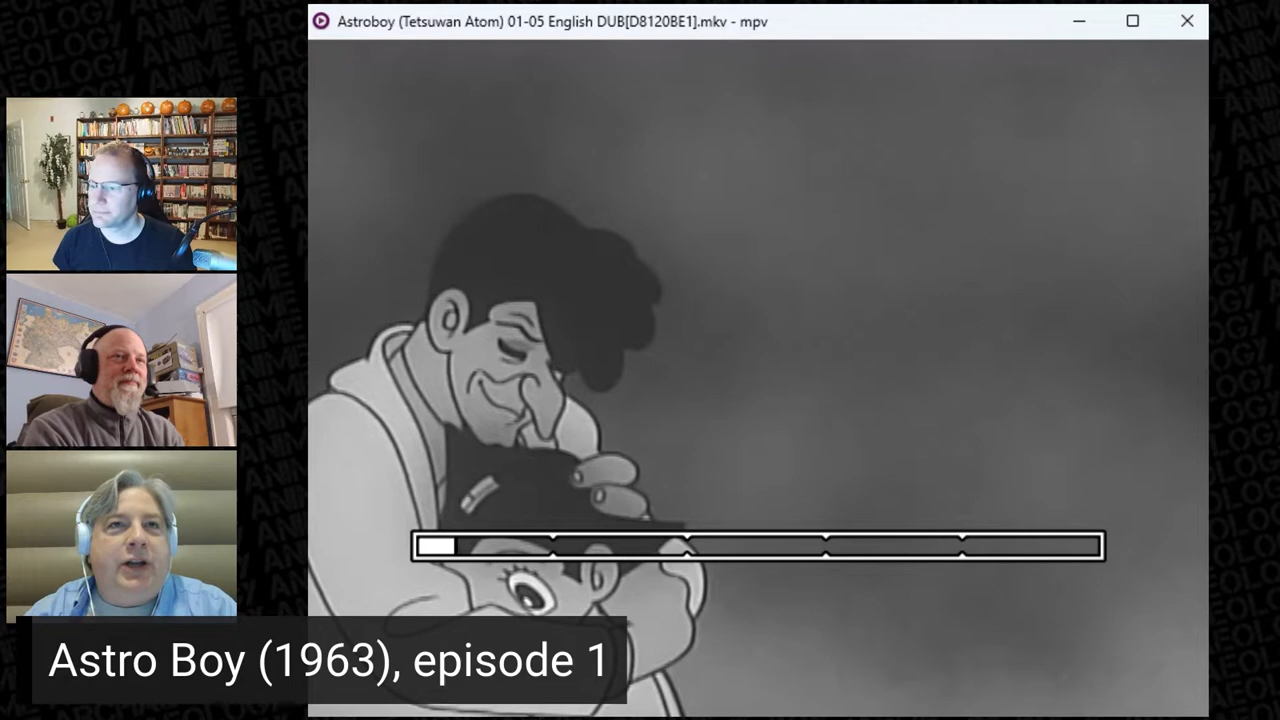 Astroboy (Tetsuwan Atom) 01-05 English DUB[D8120BE1].mkv - mpv
Astro Boy (1963), episode 1